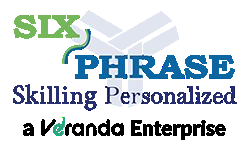 SIX
PHRASE
Skilling Personalized
a Veranda Enterprise